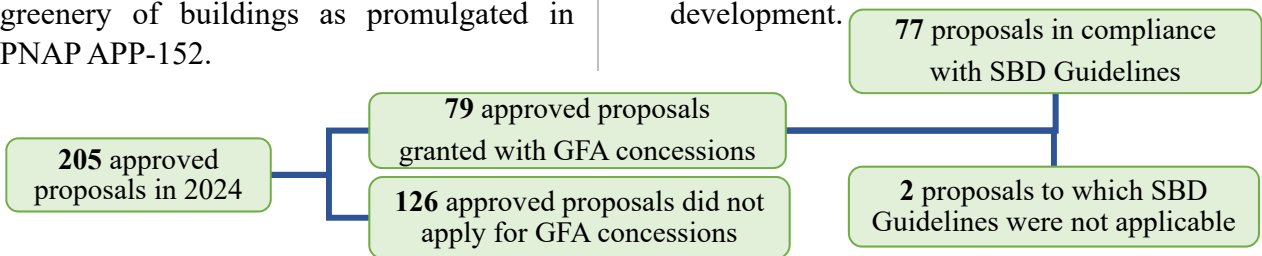 greenery of buildings as promulgated in
PNAP APP-152.
development.
77 proposals in compliance
with SBD Guidelines
79 approved proposals
granted with GFA concessions
205 approved
proposals in 2024
126 approved proposals did not
apply for GFA concessions
2 proposals to which SBD
Guidelines were not applicable